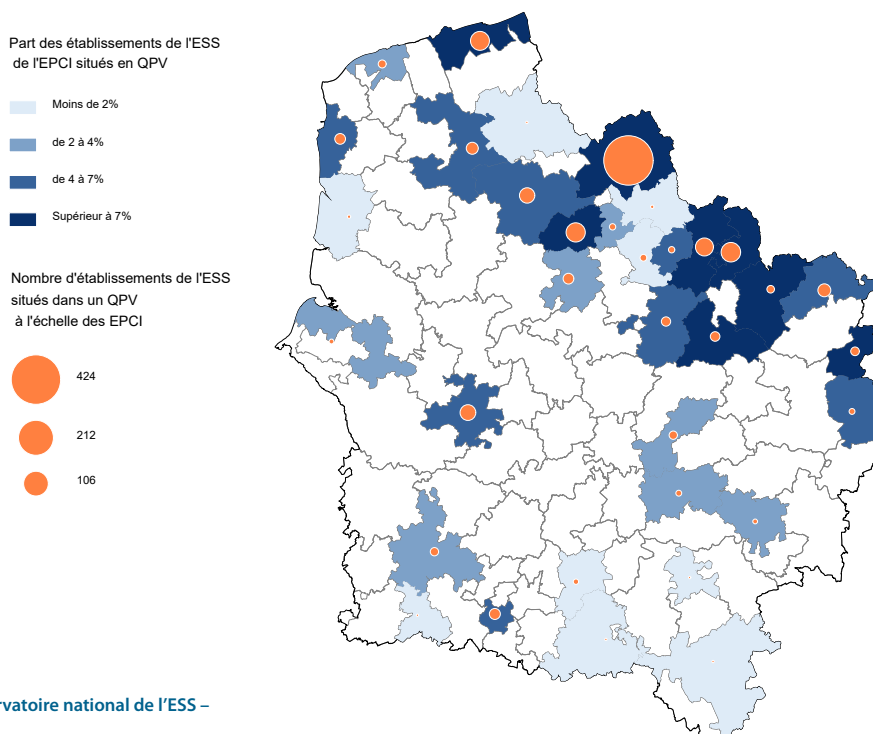 Part des établissements de l'ESS
de l'EPCI situés en QPV
Moins de 2%
de 2 à 4%
de 4 à 7%
Supérieur à 7%
Nombre d'établissements de l'ESS
situés dans un QPV
à l'échelle des EPCI
424
212
106
rvatoire national de l'ESS –